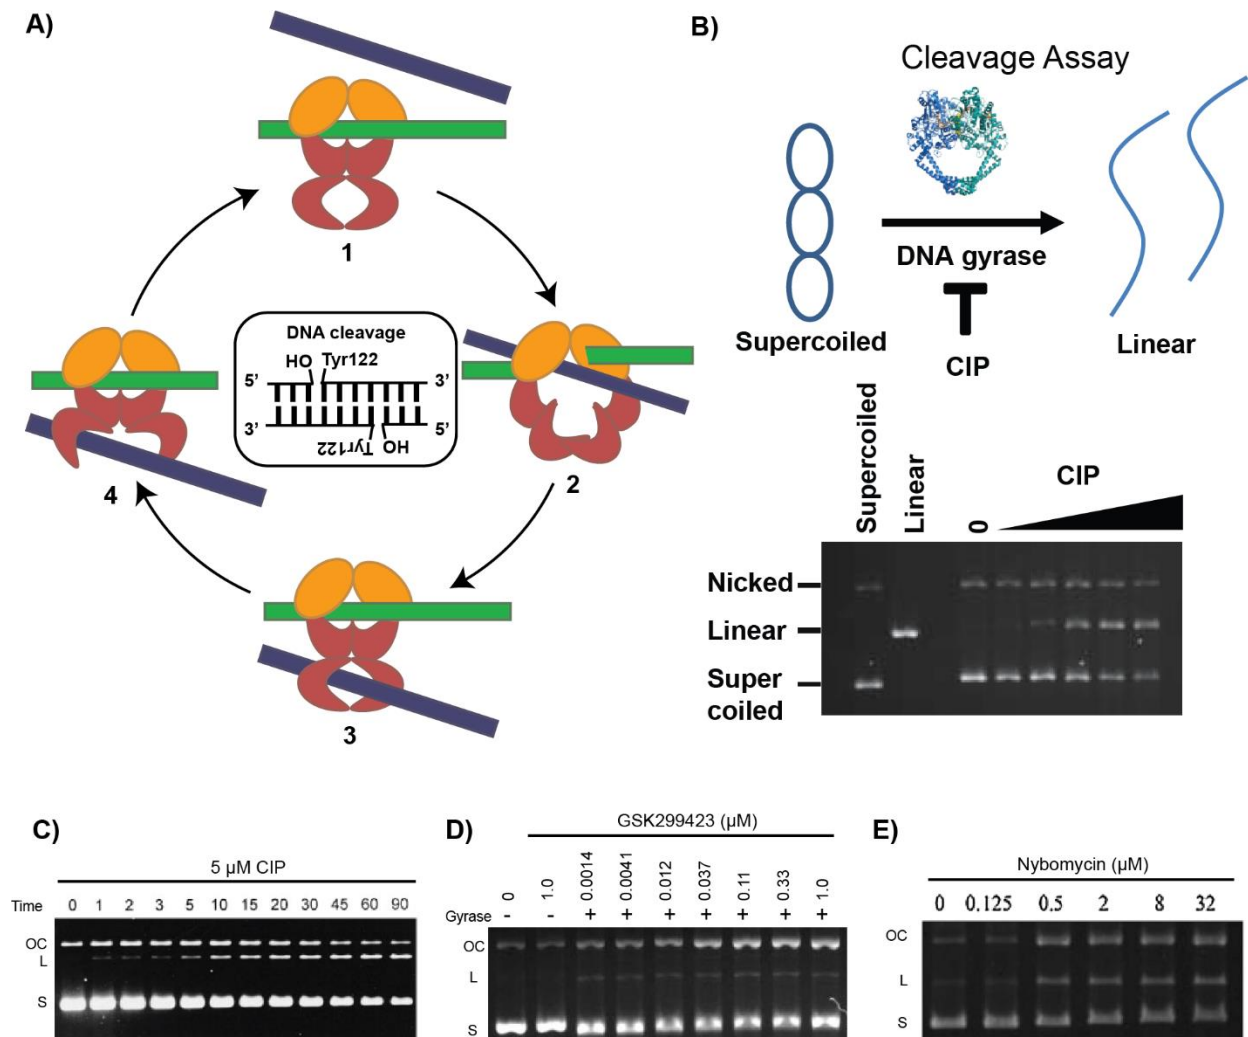 A)
1
2
3
4
DNA cleavage
HO Tyr122
5' 3'
3' 5'
Tyr122 HO
B)
Cleavage Assay
DNA gyrase
Supercoiled
CIP
Linear
Supercoiled
Linear
0
CIP
Nicked
Linear
Super
coiled
C)
5 µM CIP
Time 0 1 2 3 5 10 15 20 30 45 60 90
OC
L
S
D)
GSK299423 (µM)
0 1.0 0.0014 0.0041 0.012 0.037 0.11 0.33 1.0
Gyrase - - + + + + + + +
OC
L
S
E)
Nybomycin (µM)
0 0.125 0.5 2 8 32
OC
L
S